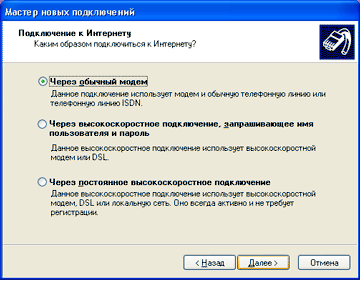 Мастер новых подключений
Подключение к Интернету
Каким образом подключиться к Интернету?
Через обычный модем
Данное подключение использует модем и обычную телефонную линию или
телефонную линию ISDN.
Через высокоскоростное подключение, запрашивающее имя
пользователя и пароль
Данное высокоскоростное подключение использует высокоскоростной
модем или DSL.
Через постоянное высокоскоростное подключение
Данное высокоскоростное подключение использует высокоскоростной
модем, DSL или локальную сеть. Оно всегда активно и не требует
регистрации.
< Назад
Далее >
Отмена